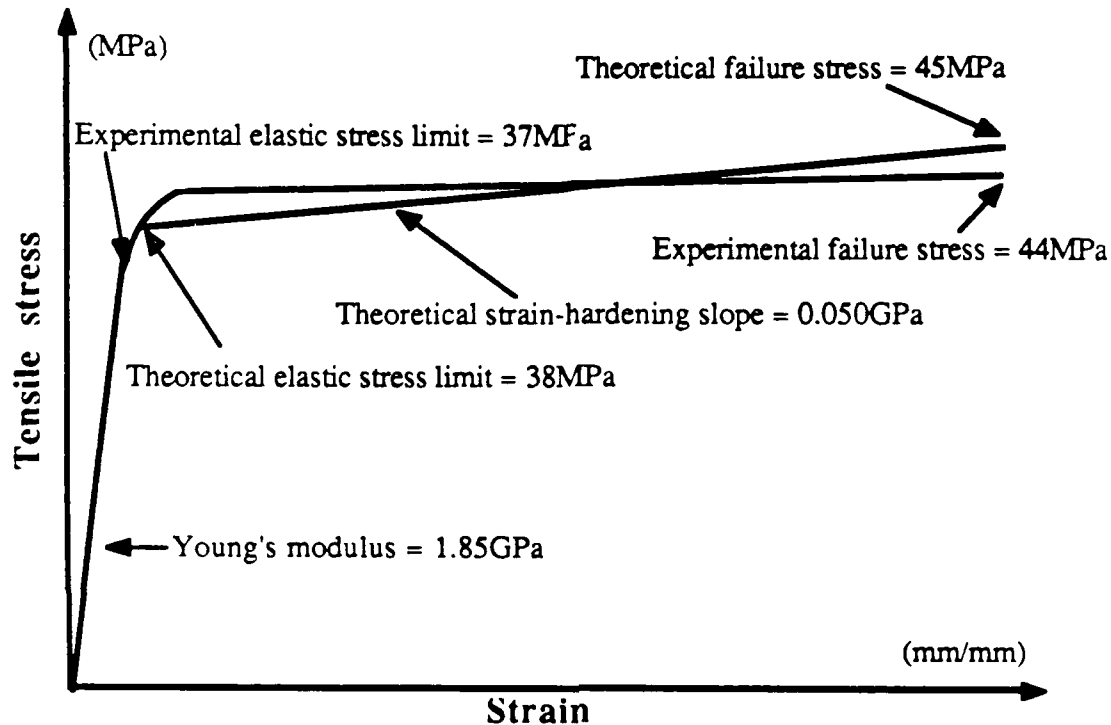 (MPa)
Theoretical failure stress = 45MPa
Experimental elastic stress limit = 37MFa
Experimental failure stress = 44MPa
Theoretical strain-hardening slope = 0.050GPa
Theoretical elastic stress limit = 38MPa
Tensile stress
Young's modulus = 1.85GPa
(mm/mm)
Strain